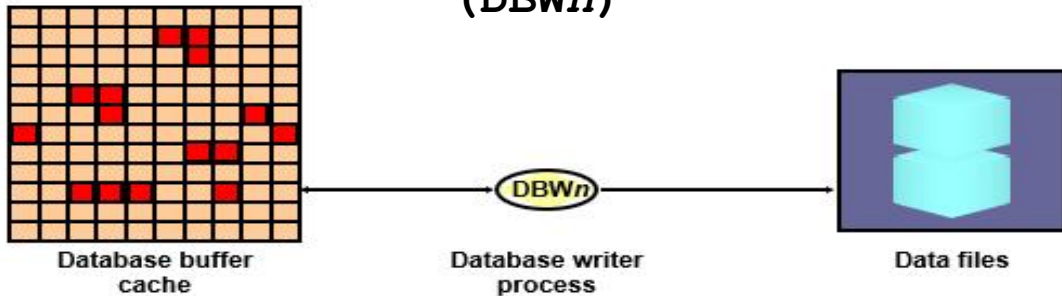 (DBWn)
DBWn
Database buffer
cache
Database writer
process
Data files